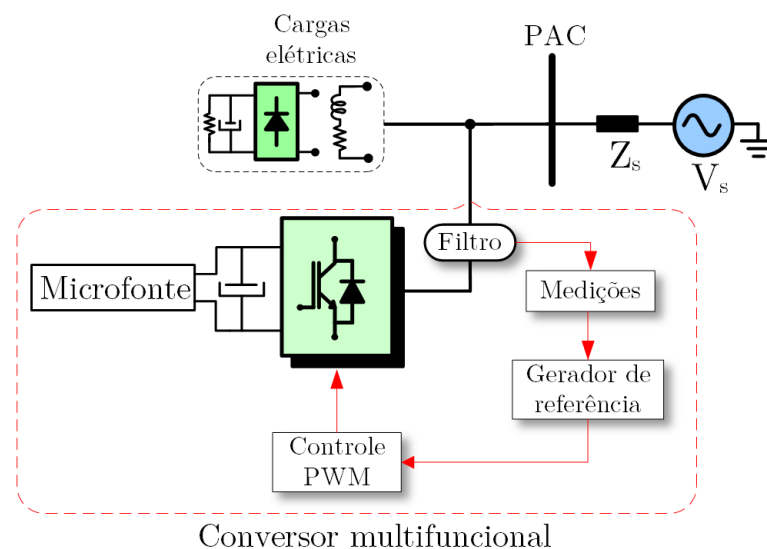 Cargas
elétricas
PAC
Zs
Vs
Filtro
Microfonte
Medições
Gerador de
referência
Controle
PWM
Conversor multifuncional